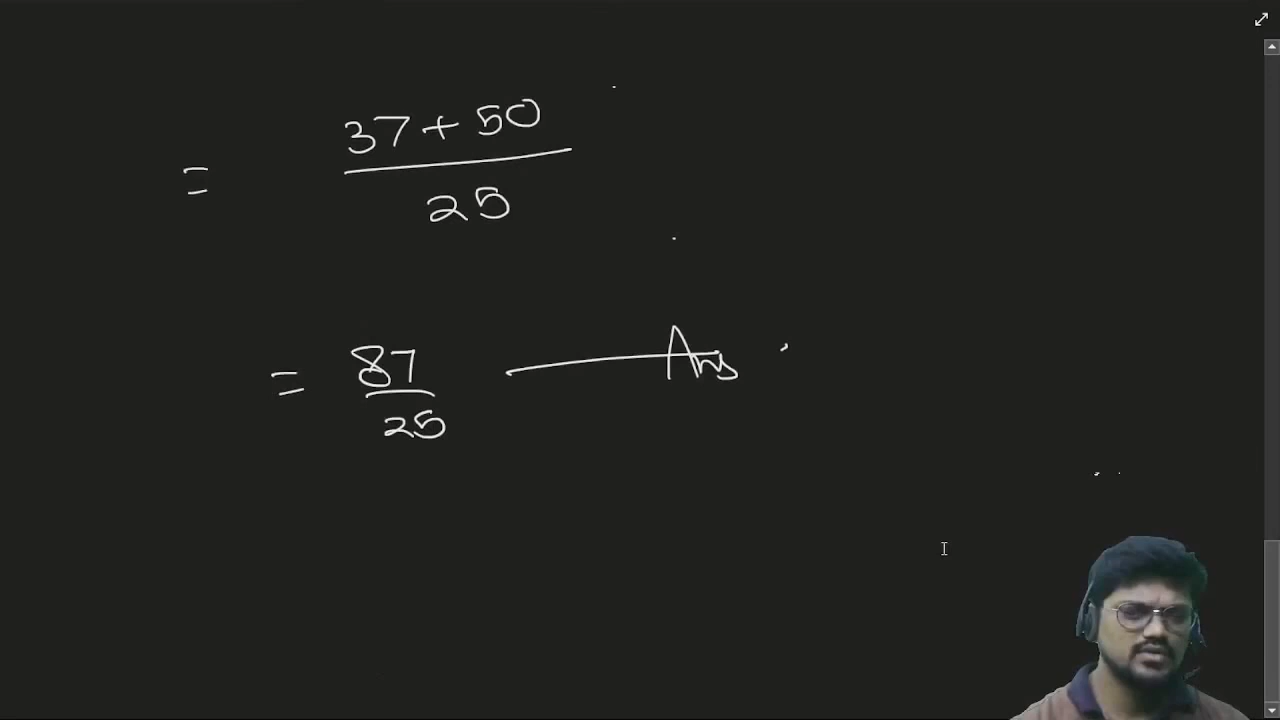 = 37 + 50
25
= 87 Ans
25